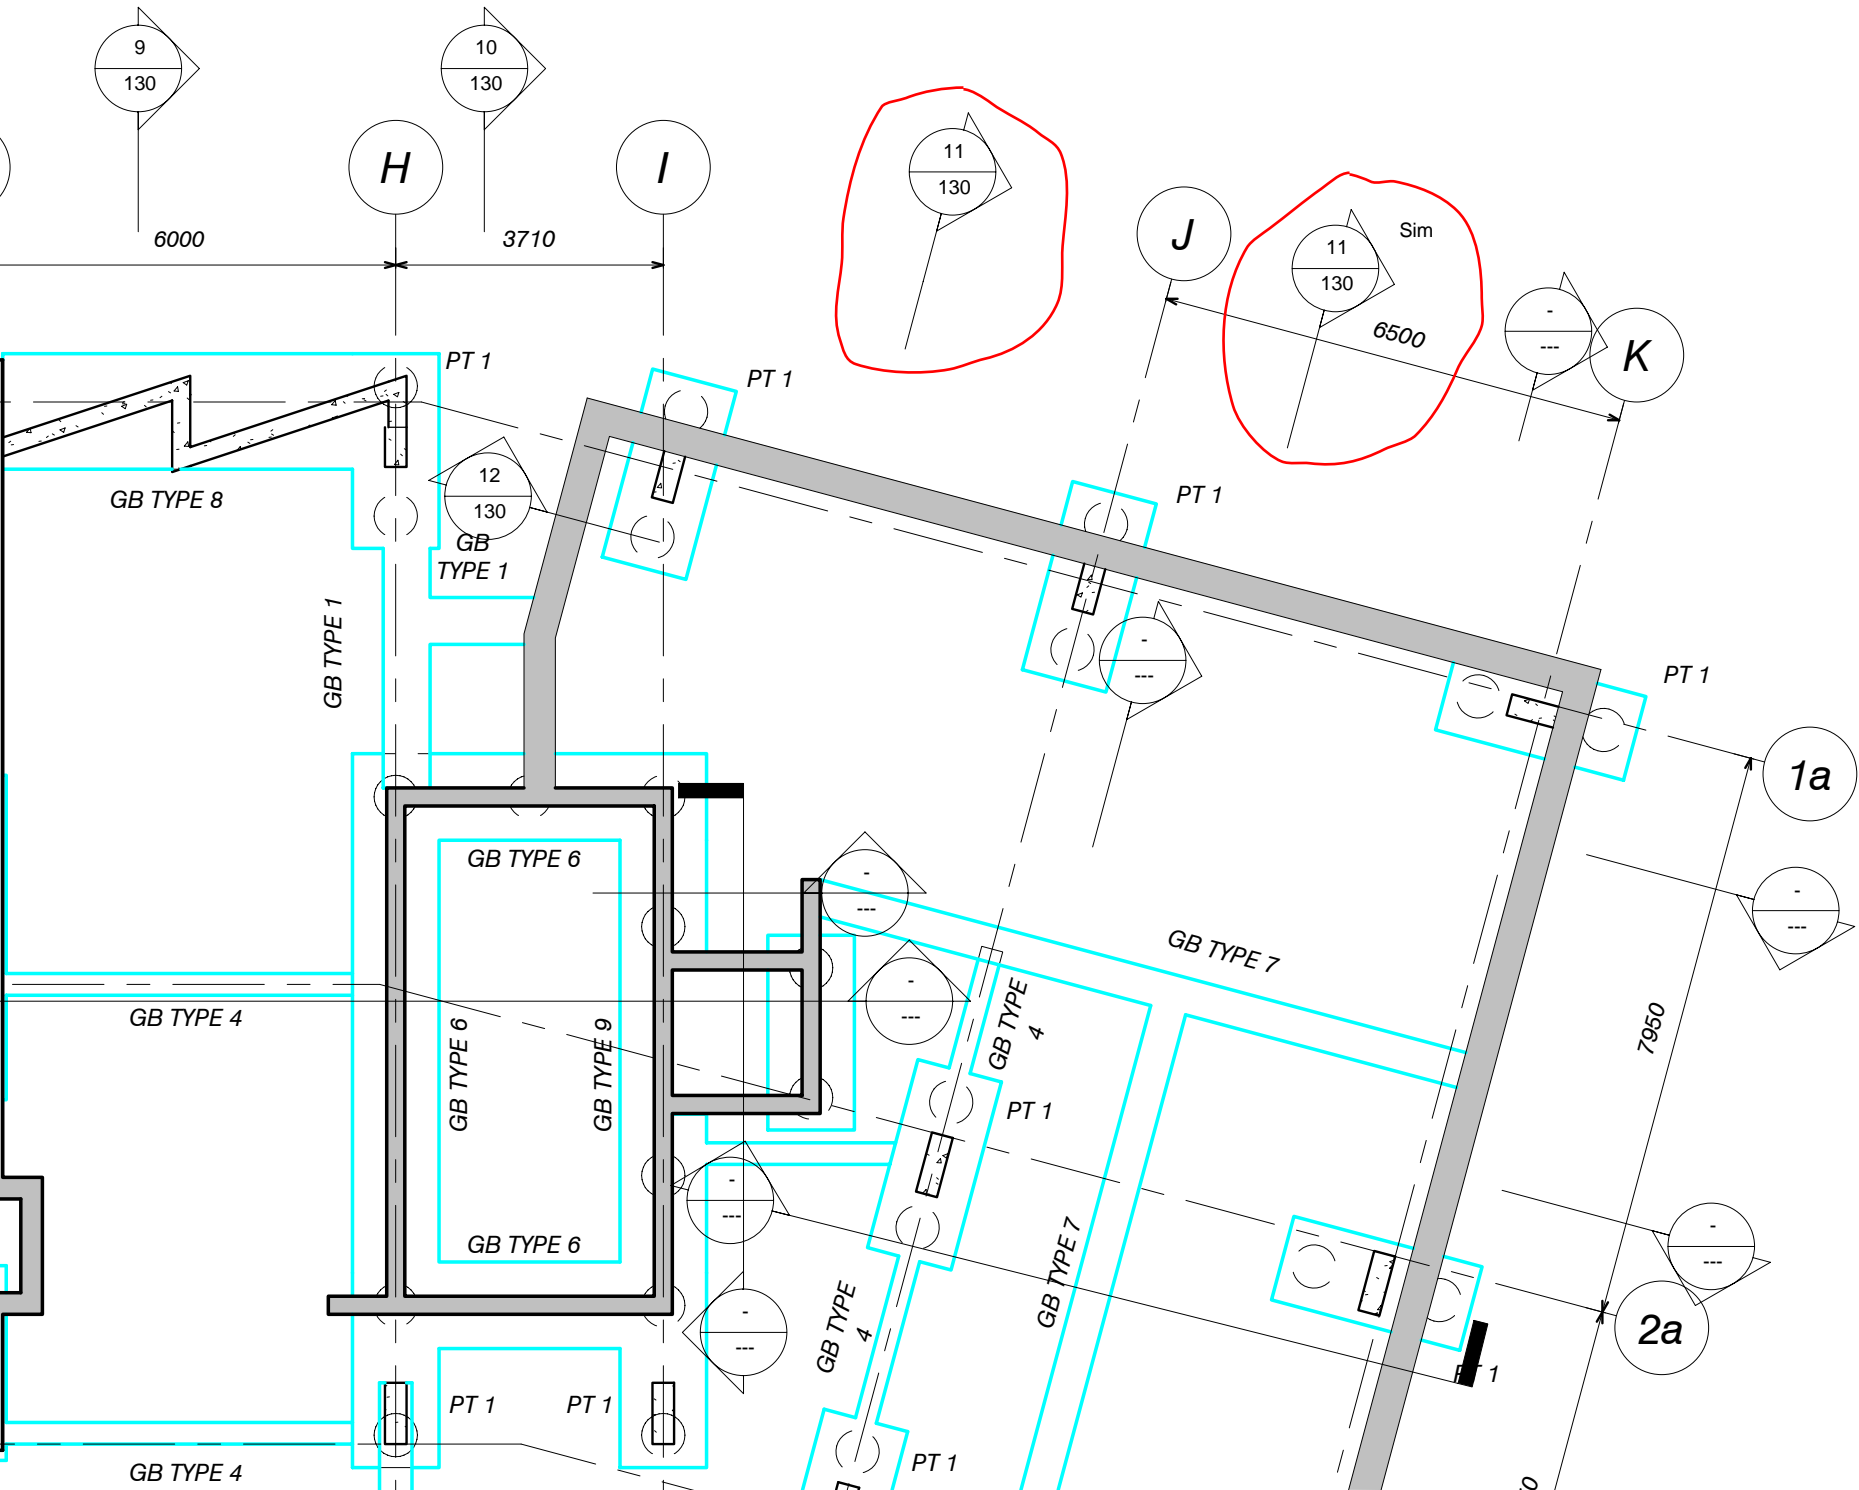 9
130
10
130
11
130
11
130
Sim
-
---
H
I
J
K
6000
3710
6500
PT 1
PT 1
PT 1
PT 1
12
130
GB TYPE 8
GB
TYPE 1
GB TYPE 1
-
---
1a
-
---
GB TYPE 6
-
---
GB TYPE 7
-
---
GB TYPE 4
GB TYPE 6
GB TYPE 9
GB TYPE
4
7950
PT 1
-
---
GB TYPE 6
-
---
GB TYPE 7
2a
-
---
GB TYPE
4
PT 1
PT 1
PT 1
PT 1
GB TYPE 4